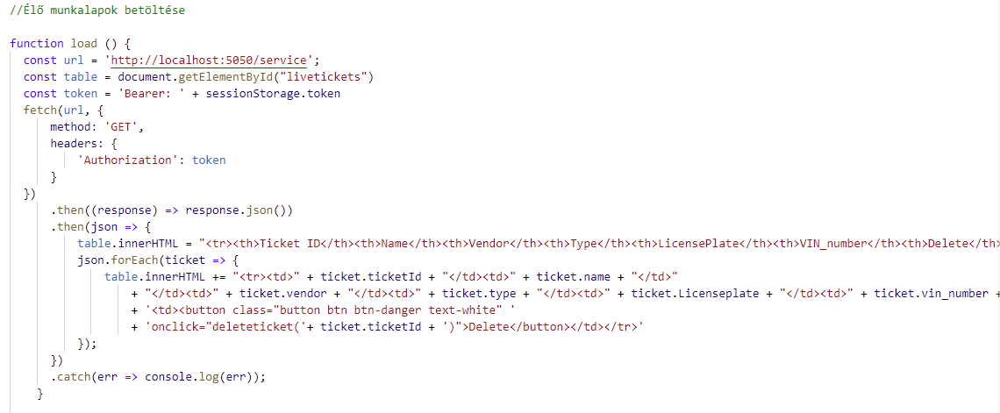 //Élő munkalapok betöltése
function load () {
const url = 'http://localhost:5050/service';
const table = document.getElementById("livetickets")
const token = 'Bearer: ' + sessionStorage.token
fetch(url, {
method: 'GET',
headers: {
'Authorization': token
}
})
.then((response) => response.json())
.then(json => {
table.innerHTML = "<tr><th>Ticket ID</th><th>Name</th><th>Vendor</th><th>Type</th><th>LicensePlate</th><th>VIN_number</th><th>Delete</th>
json.forEach(ticket => {
table.innerHTML += "<tr><td>" + ticket.ticketId + "</td><td>" + ticket.name + "</td>"
+ "</td><td>" + ticket.vendor + "</td><td>" + ticket.type + "</td><td>" + ticket.Licenseplate + "</td><td>" + ticket.vin_number +
+ '<td><button class="button btn btn-danger text-white" '
+ 'onclick="deleteticket('+ ticket.ticketId + ')">Delete</button></td></tr>'
});
})
.catch(err => console.log(err));
}